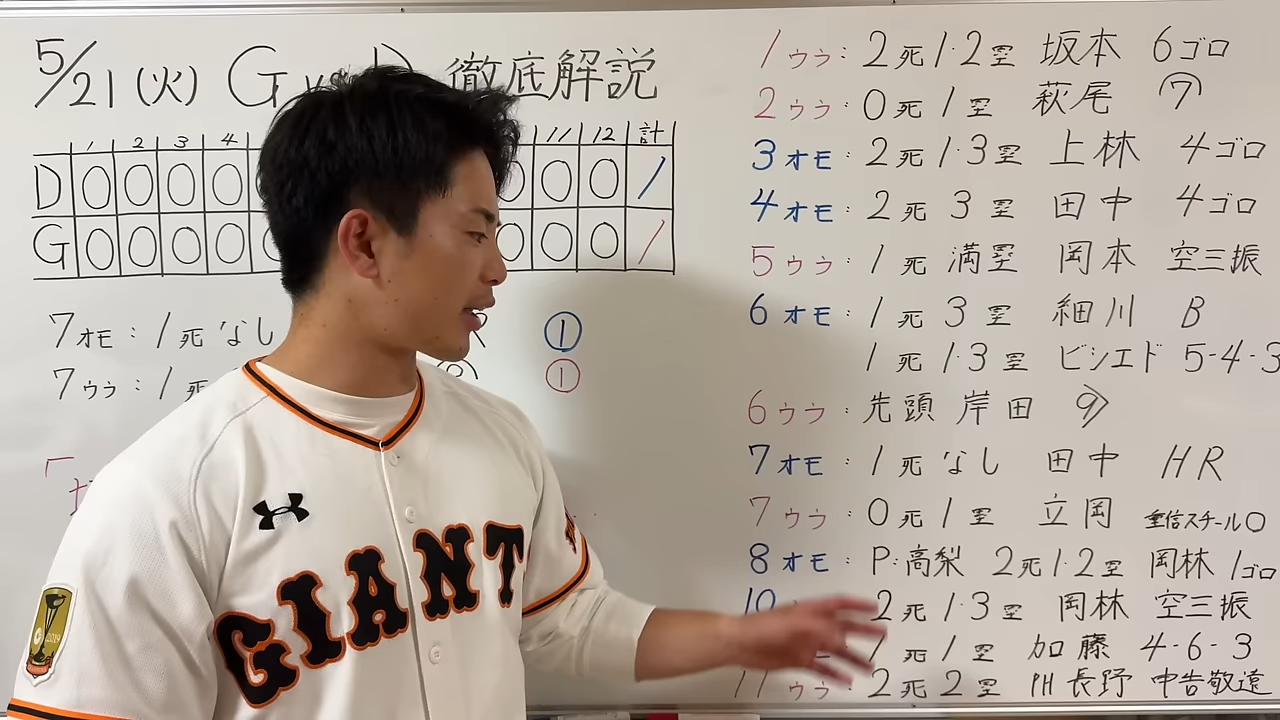 5/21(火) G vs D 徹底解説
1 2 3 4 11 12 計
D 0 0 0 0 0 0 0 1
G 0 0 0 0 0 0 0 1
7オモ:1死なし ①
7ウラ:1死 ①
「
1ウラ:2死1・2塁 坂本 6ゴロ
2ウラ:0死1塁 萩尾 ⑦
3オモ:2死1・3塁 上林 4ゴロ
4オモ:2死3塁 田中 4ゴロ
5ウラ:1死満塁 岡本 空三振
6オモ:1死3塁 細川 B
1死1・3塁 ビシエド 5-4-3
6ウラ:先頭 岸田 9>
7オモ:1死なし 田中 HR
7ウラ:0死1塁 立岡 重信スチール○
8オモ:P:高梨 2死1・2塁 岡林 1ゴロ
10 2死1・3塁 岡林 空三振
1死1塁 加藤 4-6-3
11ウラ:2死2塁 PH長野 申告敬遠
GIANT
2019